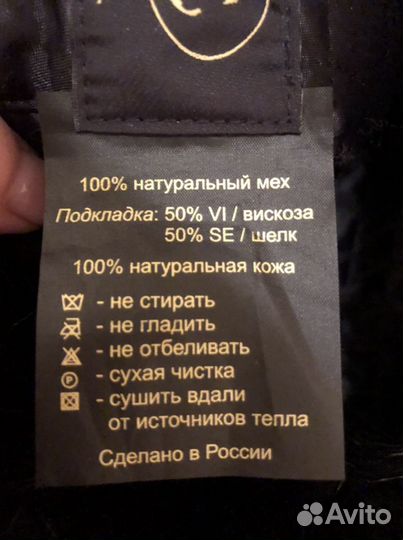 100% натуральный мех
Подкладка: 50% VI / вискоза
50% SE / шелк
100% натуральная кожа
- не стирать
- не гладить
- не отбеливать
P - сухая чистка
- сушить вдали
от источников тепла
Сделано в России
Avito